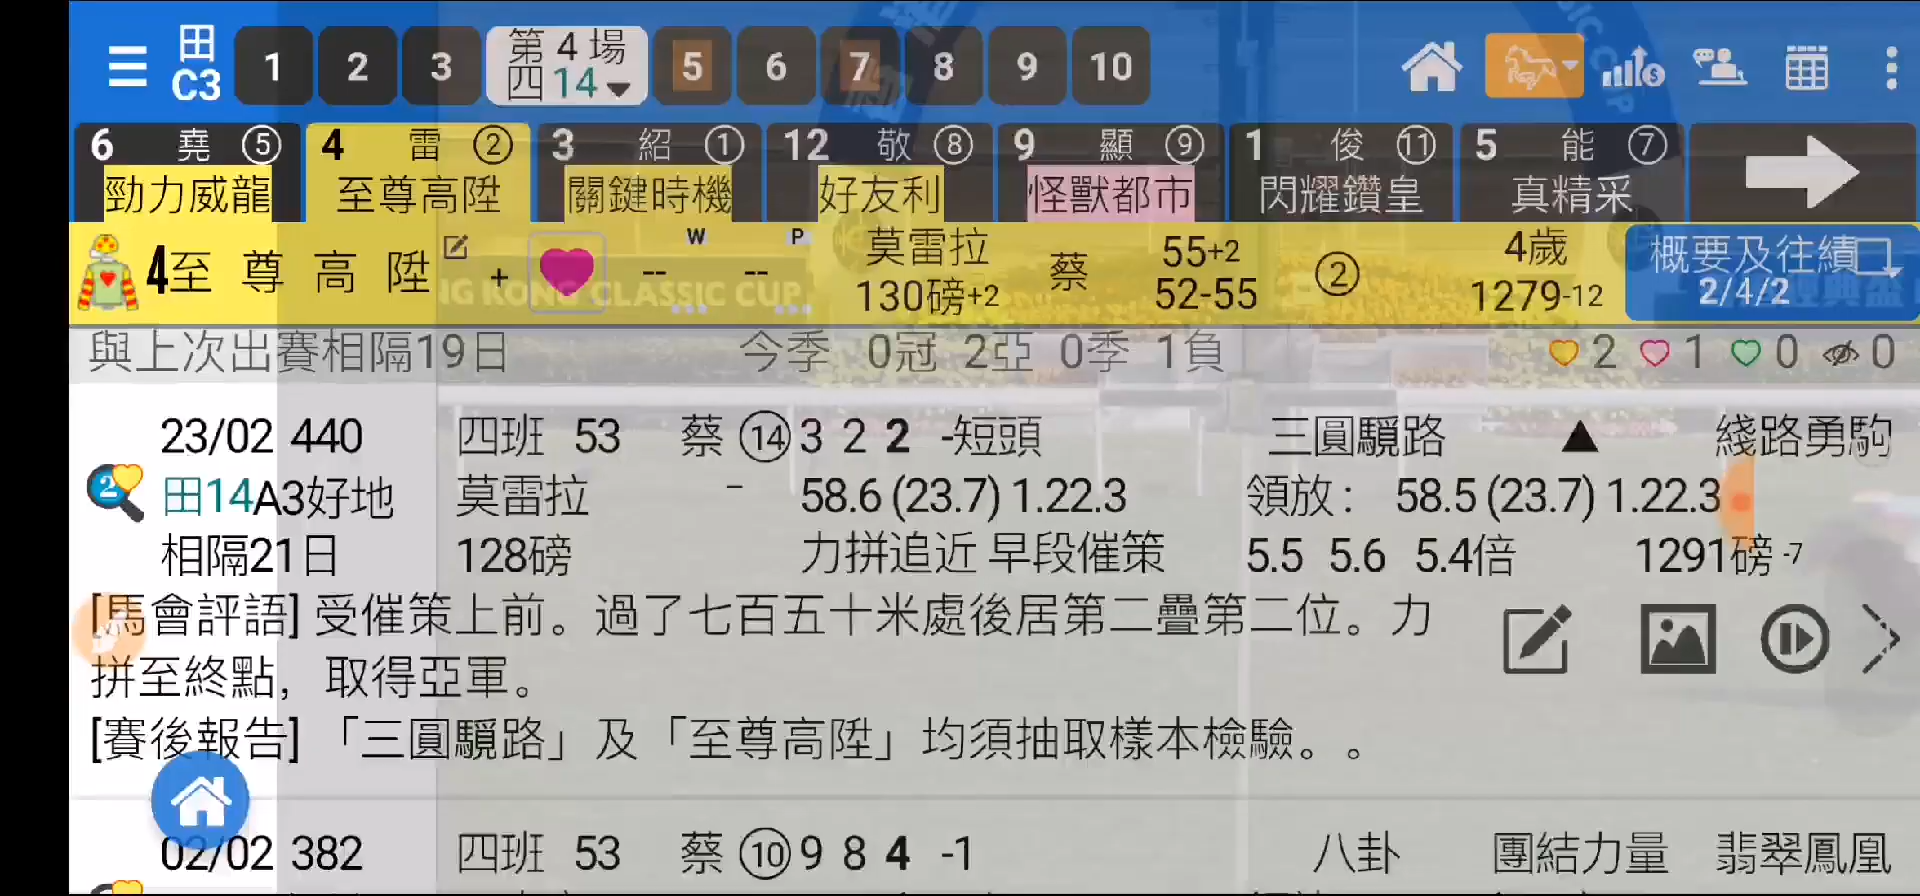 田 C3 1 2 3 第 4 場 四 14 5 6 7 8 9 10
6 堯 ⑤ 4 雷 ② 3 紹 ① 12 敬 ⑧ 9 顯 ⑨ 1 俊 ⑪ 5 能 ⑦
勁力威龍 至尊高陞 關鍵時機 好友利 怪獸都市 閃耀鑽皇 真精采
4至尊高陞 + W -- P -- 莫雷拉 130磅+2 蔡 55+2 52-55 ② 4歲 1279-12 概要及往績 2/4/2
NG KONG CLASSIC CUP
與上次出賽相隔19日 今季 0冠 2亞 0季 1負 2 1 0 0
23/02 440 四班 53 蔡 ⑭ 3 2 2 -短頭 三圓騴路 ▲ 綫路勇駒
2 田14A3好地 莫雷拉 - 58.6 (23.7) 1.22.3 領放: 58.5 (23.7) 1.22.3
相隔21日 128磅 力拼追近 早段催策 5.5 5.6 5.4倍 1291磅 -7
[馬會評語] 受催策上前。過了七百五十米處後居第二疊第二位。力
拼至終點，取得亞軍。
[賽後報告] 「三圓騴路」及「至尊高陞」均須抽取樣本檢驗。。
02/02 382 四班 53 蔡 ⑩ 9 8 4 -1 八卦 團結力量 翡翠鳳凰